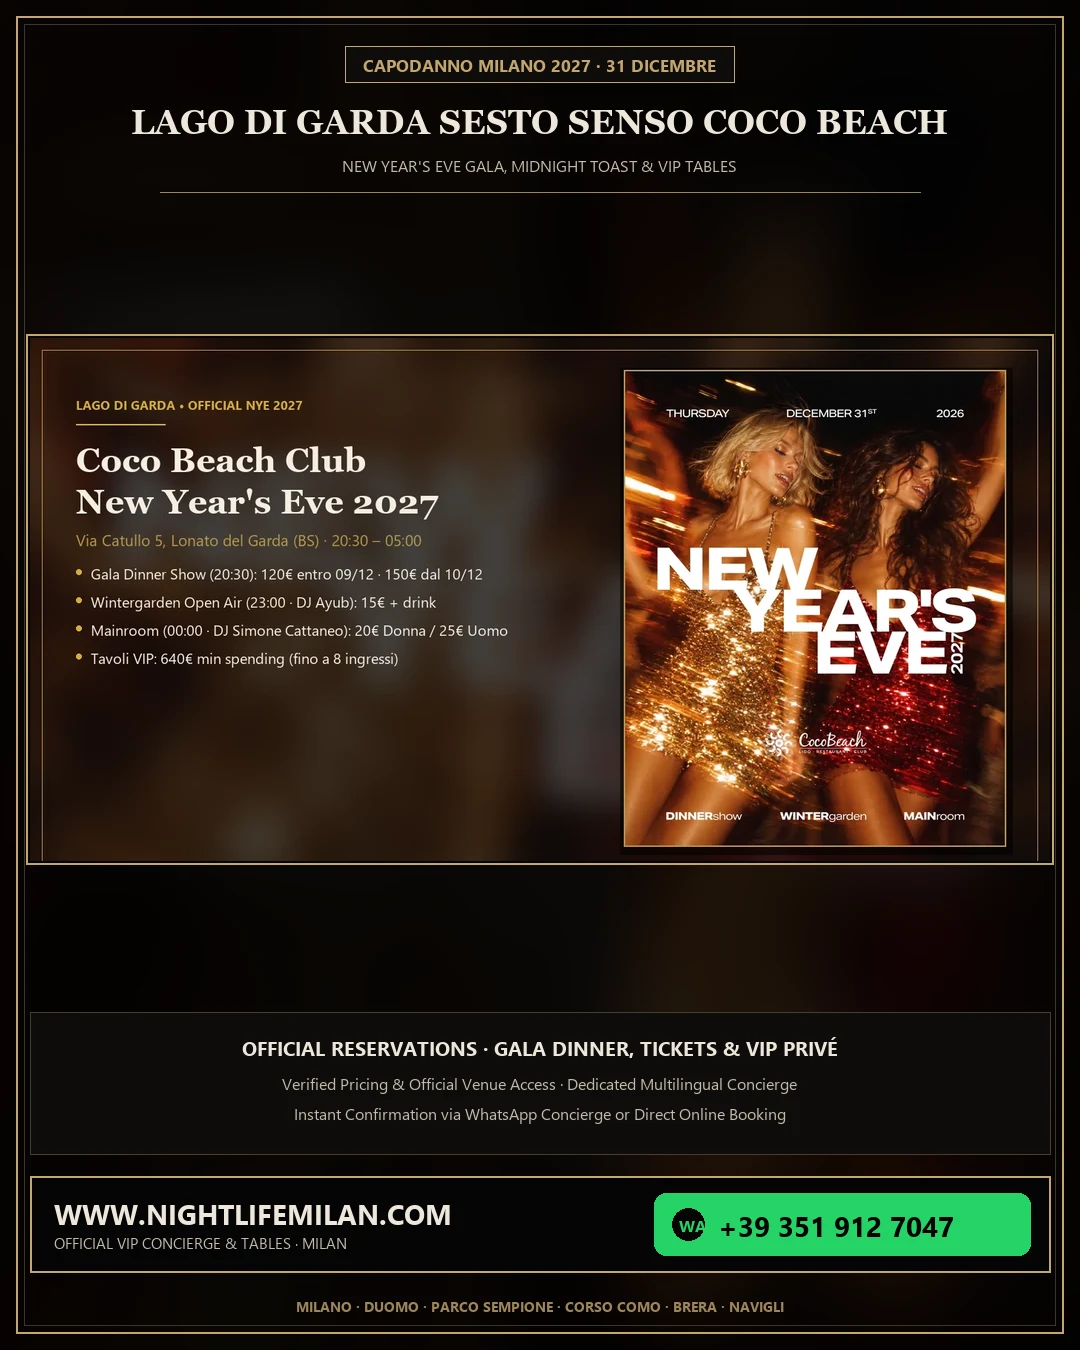 CAPODANNO MILANO 2027 · 31 DICEMBRE
LAGO DI GARDA SESTO SENSO COCO BEACH
NEW YEAR'S EVE GALA, MIDNIGHT TOAST & VIP TABLES
LAGO DI GARDA • OFFICIAL NYE 2027
Coco Beach Club
New Year's Eve 2027
Via Catullo 5, Lonato del Garda (BS) · 20:30 – 05:00
• Gala Dinner Show (20:30): 120€ entro 09/12 · 150€ dal 10/12
• Wintergarden Open Air (23:00 · DJ Ayub): 15€ + drink
• Mainroom (00:00 · DJ Simone Cattaneo): 20€ Donna / 25€ Uomo
• Tavoli VIP: 640€ min spending (fino a 8 ingressi)
THURSDAY DECEMBER 31ST 2026
NEW
YEAR'S
EVE 2027
CocoBeach
LIDO · RESTAURANT · CLUB
DINNERshow WINTERgarden MAINroom
OFFICIAL RESERVATIONS · GALA DINNER, TICKETS & VIP PRIVÉ
Verified Pricing & Official Venue Access · Dedicated Multilingual Concierge
Instant Confirmation via WhatsApp Concierge or Direct Online Booking
WWW.NIGHTLIFEMILAN.COM
OFFICIAL VIP CONCIERGE & TABLES · MILAN
WA +39 351 912 7047
MILANO · DUOMO · PARCO SEMPIONE · CORSO COMO · BRERA · NAVIGLI